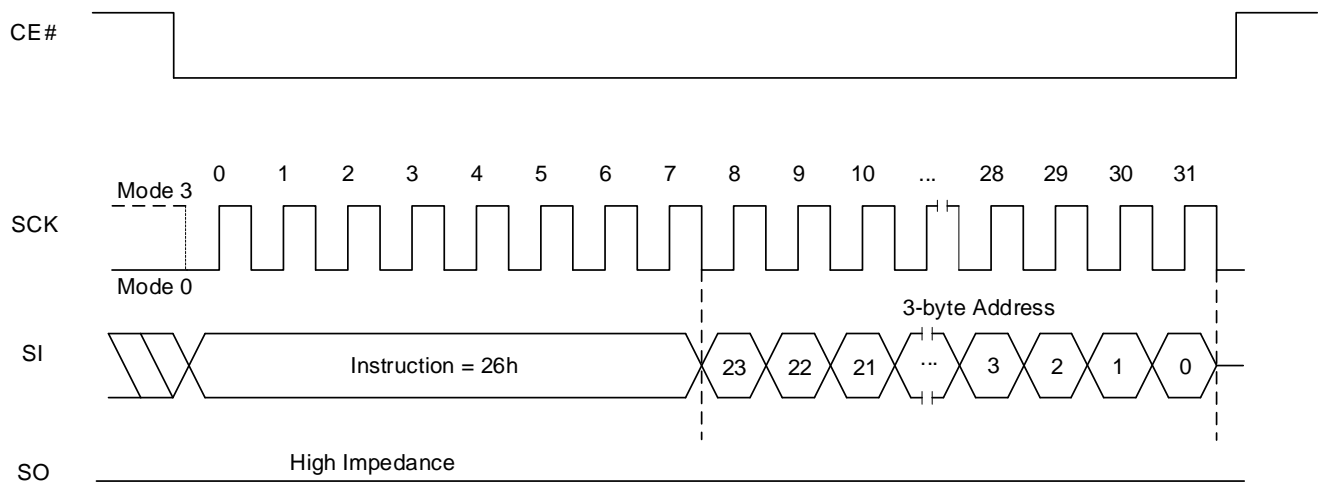 CE#
0 1 2 3 4 5 6 7 8 9 10 ... 28 29 30 31
Mode 3
SCK
Mode 0
3-byte Address
SI
Instruction = 26h
23 22 21 ... 3 2 1 0
High Impedance
SO